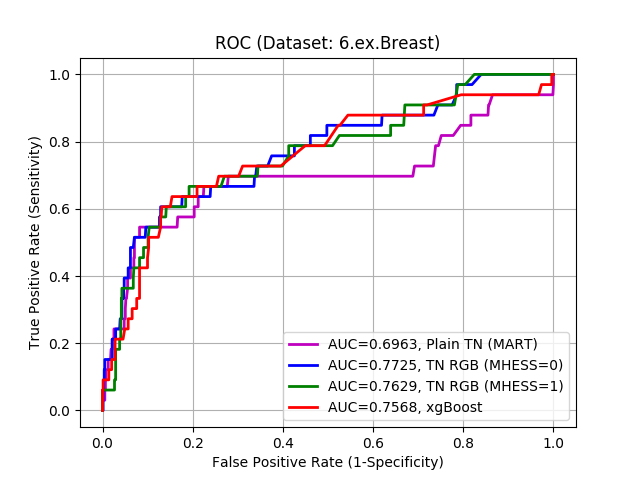 ROC (Dataset: 6.ex.Breast)
True Positive Rate (Sensitivity)
1.0
0.8
0.6
0.4
0.2
0.0
AUC=0.6963, Plain TN (MART)
AUC=0.7725, TN RGB (MHESS=0)
AUC=0.7629, TN RGB (MHESS=1)
AUC=0.7568, xgBoost
0.0 0.2 0.4 0.6 0.8 1.0
False Positive Rate (1-Specificity)